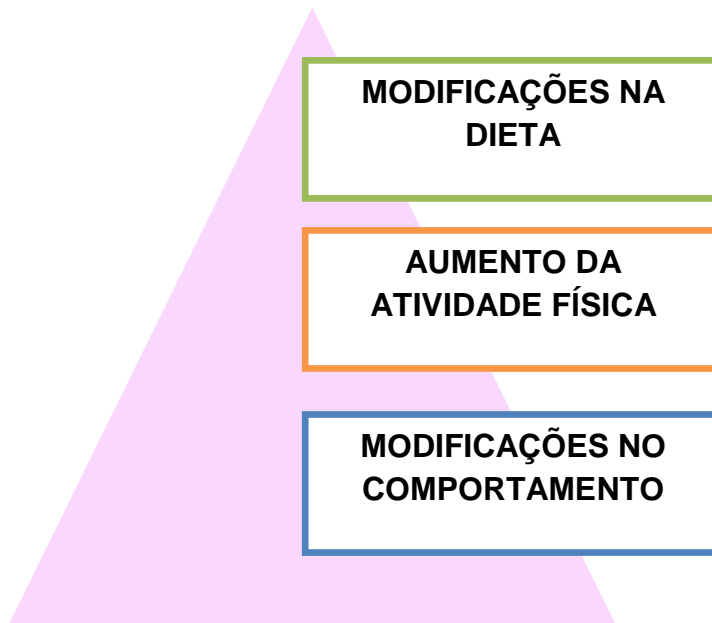 MODIFICAÇÕES NA
DIETA
AUMENTO DA
ATIVIDADE FÍSICA
MODIFICAÇÕES NO
COMPORTAMENTO